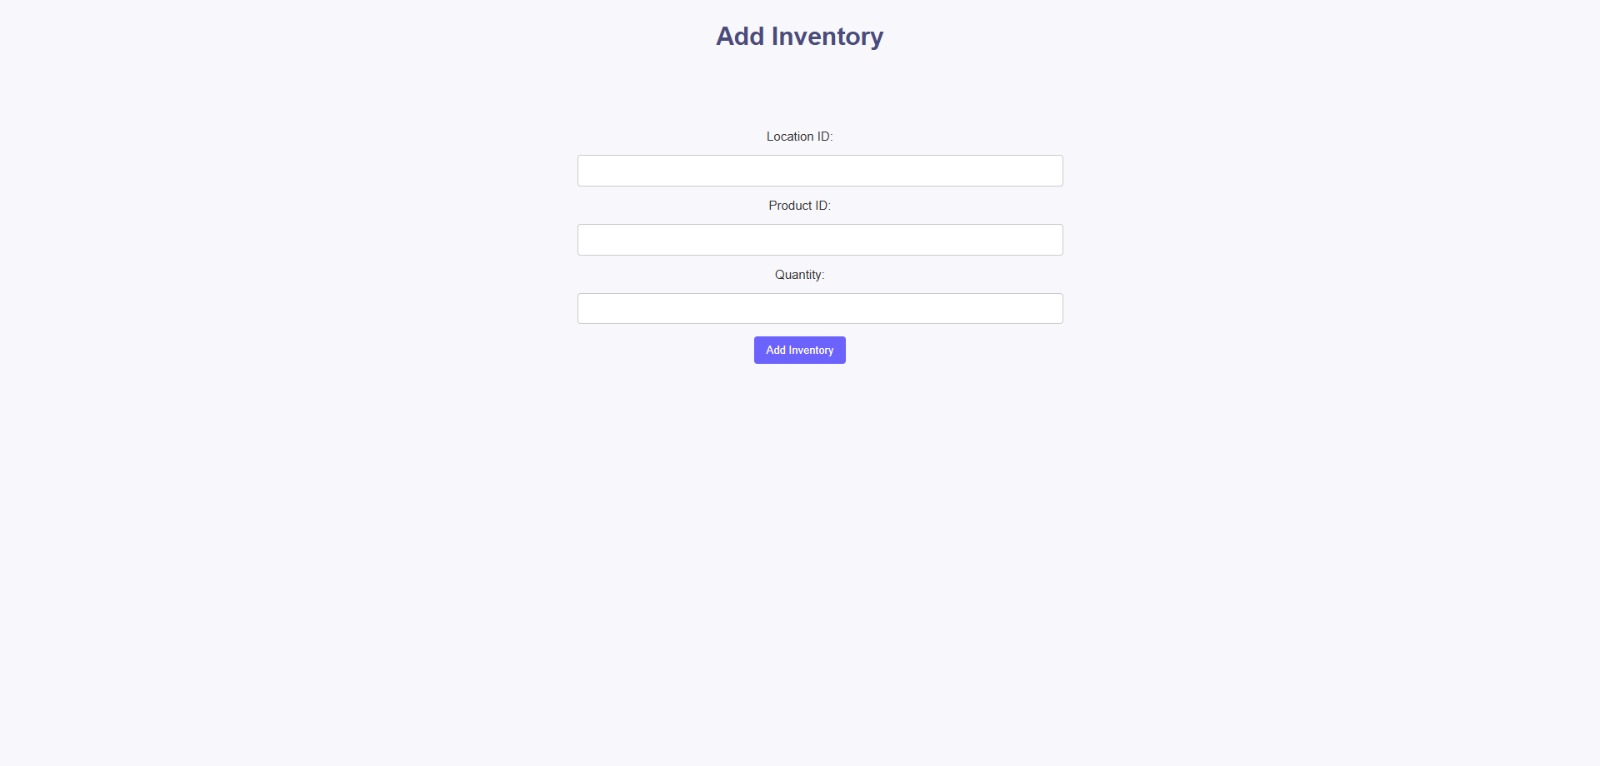 Add Inventory
Location ID:
Product ID:
Quantity:
Add Inventory